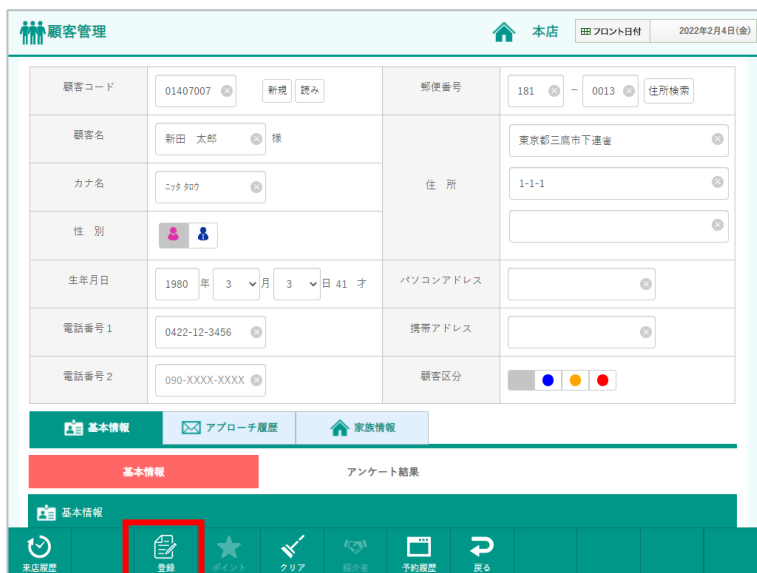 顧客管理
本店
フロント日付
2022年2月4日(金)
顧客コード
01407007
新規
読み
郵便番号
181 - 0013
住所検索
顧客名
新田　太郎
様
カナ名
ﾆｯﾀ ﾀﾛｳ
住　所
東京都三鷹市下連雀
1-1-1
性　別
生年月日
1980 年 3 月 3 日 41 才
パソコンアドレス
電話番号1
0422-12-3456
携帯アドレス
電話番号2
090-XXXX-XXXX
顧客区分
基本情報
アプローチ履歴
家族情報
基本情報
アンケート結果
基本情報
来店履歴
登録
ポイント
クリア
紹介者
予約履歴
戻る